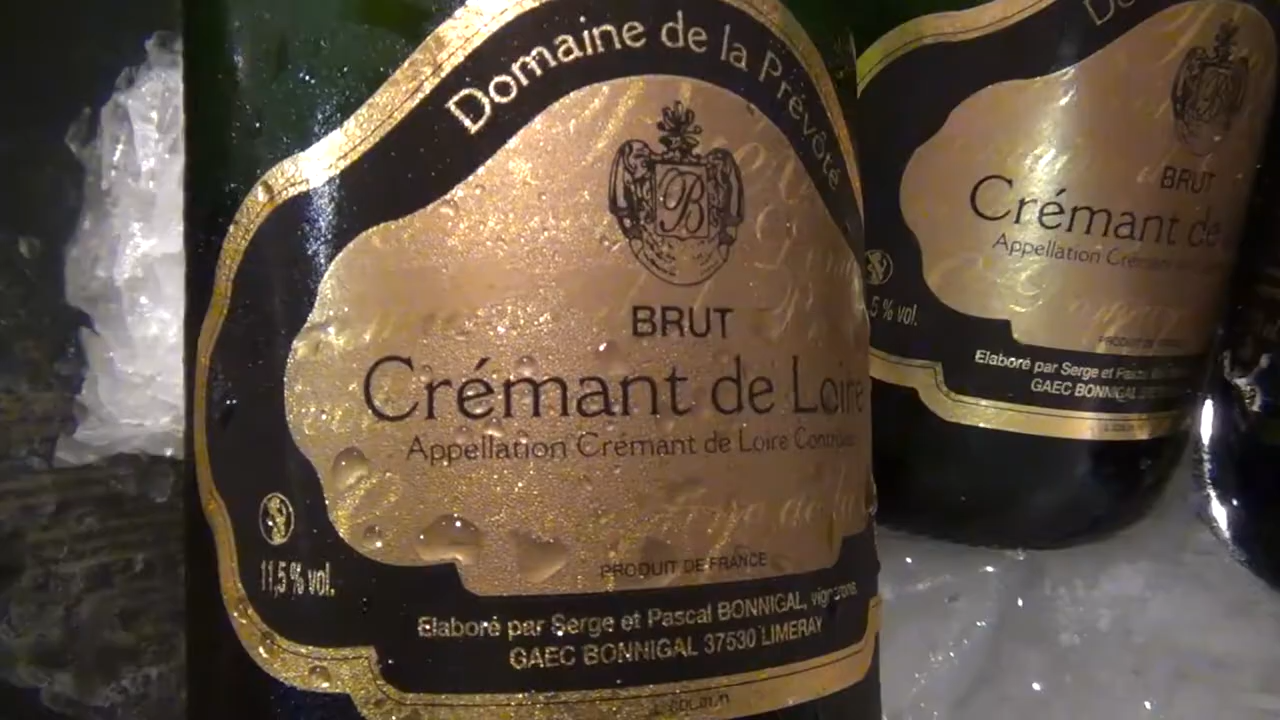 Domaine de la Prévôté
B
BRUT
Crémant de Loire
Appellation Crémant de Loire Contrôlée
PRODUIT DE FRANCE
11,5 % vol.
Elaboré par Serge et Pascal BONNIGAL, vignerons
GAEC BONNIGAL 37530 LIMERAY
Do
BRUT
Crémant de
Appellation Crémant
5 % vol.
Elaboré par Serge et Pascal
GAEC BONNIGAL